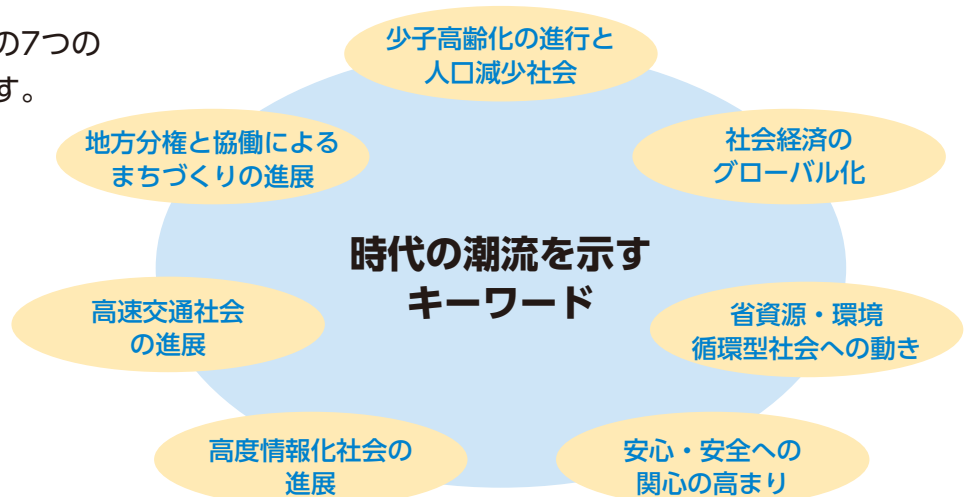 の7つの
す。
少子高齢化の進行と
人口減少社会
地方分権と協働による
まちづくりの進展
社会経済の
グローバル化
時代の潮流を示す
キーワード
高速交通社会
の進展
省資源・環境
循環型社会への動き
高度情報化社会の
進展
安心・安全への
関心の高まり